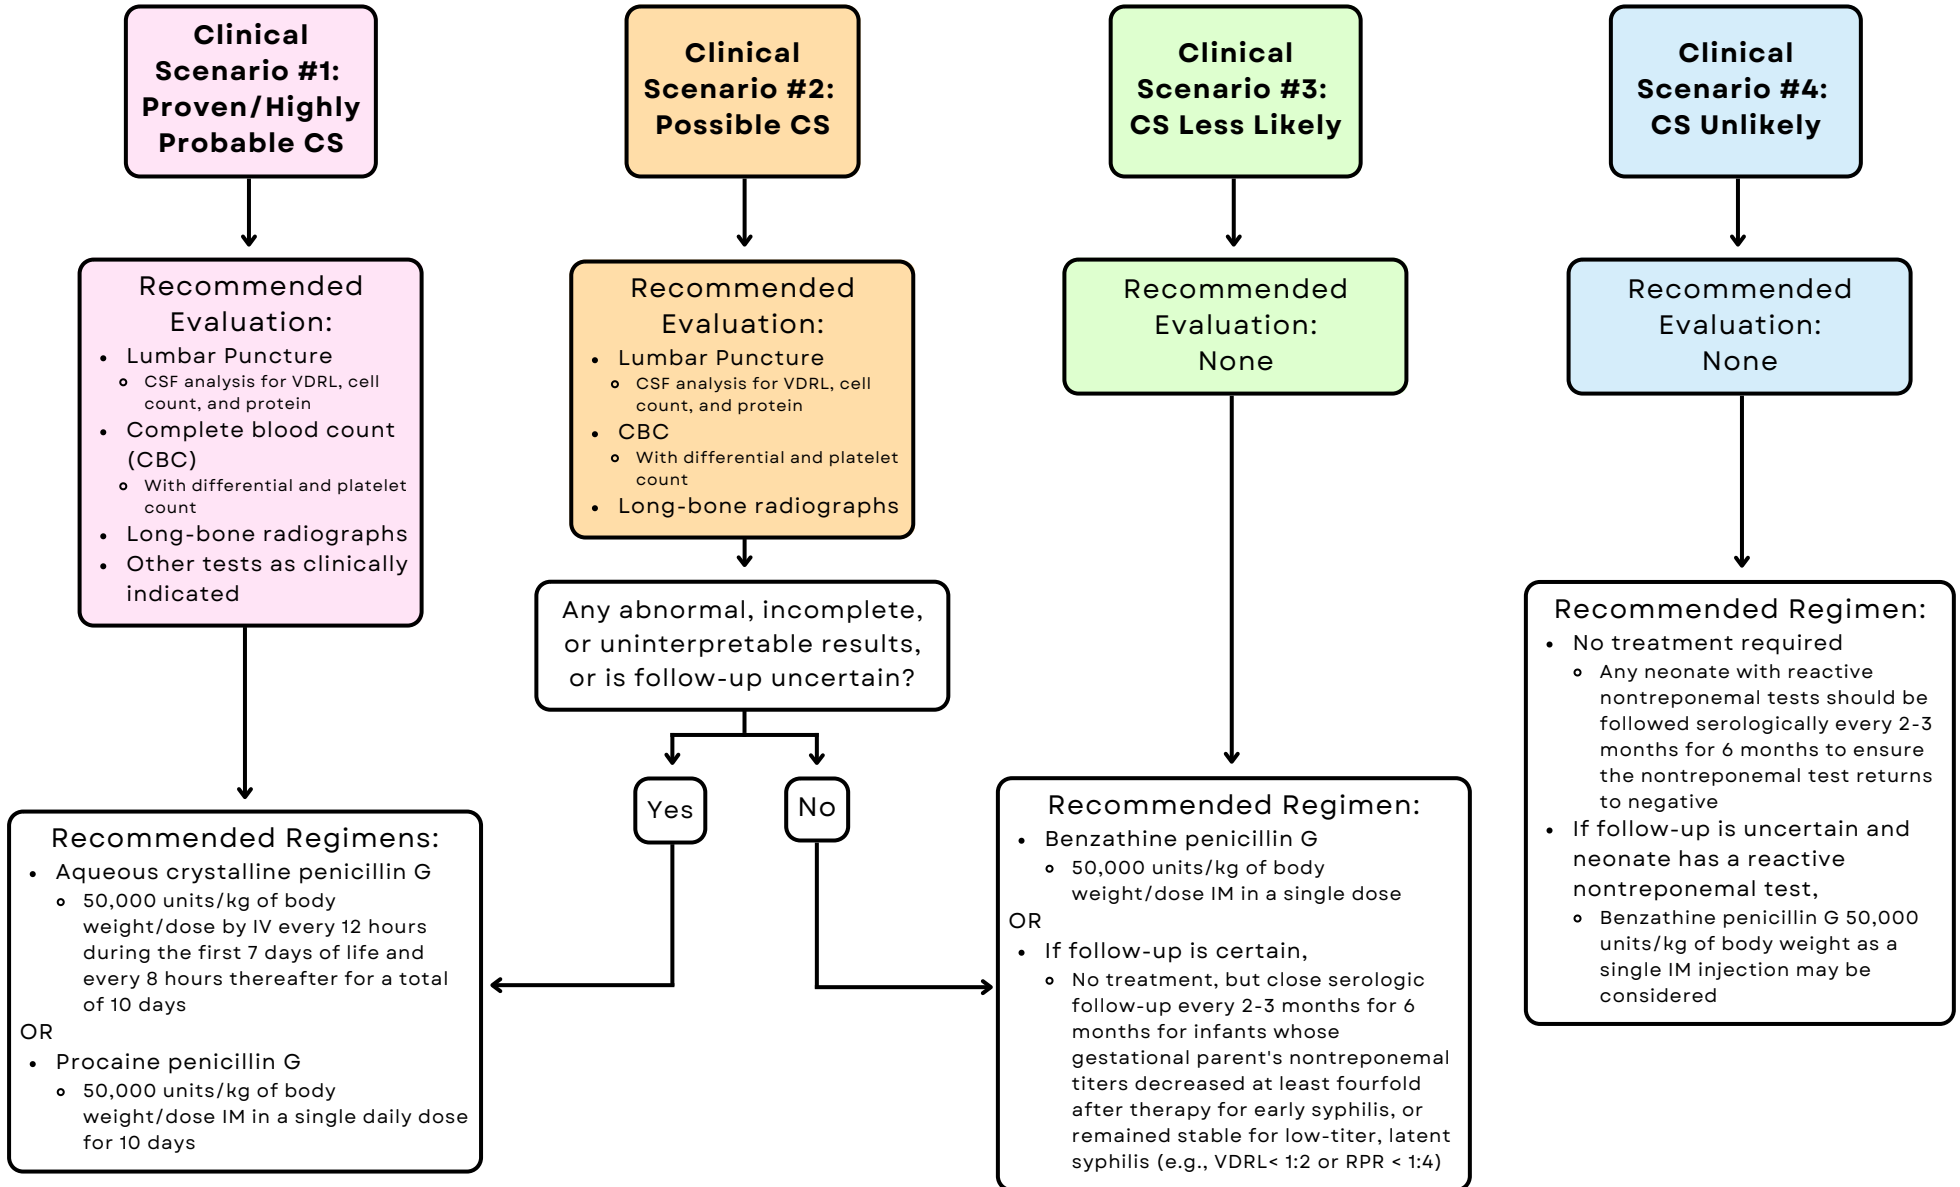 Clinical
Scenario #1:
Proven/Highly
Probable CS
Recommended
Evaluation:
• Lumbar Puncture
CSF analysis for VDRL, cell
count, and protein
• Complete blood count
(CBC)
With differential and platelet
count
• Long-bone radiographs
• Other tests as clinically
indicated
Recommended Regimens:
• Aqueous crystalline penicillin G
50,000 units/kg of body
weight/dose by IV every 12 hours
during the first 7 days of life and
every 8 hours thereafter for a total
of 10 days
OR
• Procaine penicillin G
50,000 units/kg of body
weight/dose IM in a single daily dose
for 10 days
Clinical
Scenario #2:
Possible CS
Recommended
Evaluation:
• Lumbar Puncture
CSF analysis for VDRL, cell
count, and protein
• CBC
With differential and platelet
count
• Long-bone radiographs
Any abnormal, incomplete,
or uninterpretable results,
or is follow-up uncertain?
Yes
No
Clinical
Scenario #3:
CS Less Likely
Recommended
Evaluation:
None
Recommended Regimen:
• Benzathine penicillin G
50,000 units/kg of body
weight/dose IM in a single dose
OR
• If follow-up is certain,
No treatment, but close serologic
follow-up every 2-3 months for 6
months for infants whose
gestational parent's nontreponemal
titers decreased at least fourfold
after therapy for early syphilis, or
remained stable for low-titer, latent
syphilis (e.g., VDRL< 1:2 or RPR < 1:4)
Clinical
Scenario #4:
CS Unlikely
Recommended
Evaluation:
None
Recommended Regimen:
• No treatment required
Any neonate with reactive
nontreponemal tests should be
followed serologically every 2-3
months for 6 months to ensure
the nontreponemal test returns
to negative
• If follow-up is uncertain and
neonate has a reactive
nontreponemal test,
Benzathine penicillin G 50,000
units/kg of body weight as a
single IM injection may be
considered